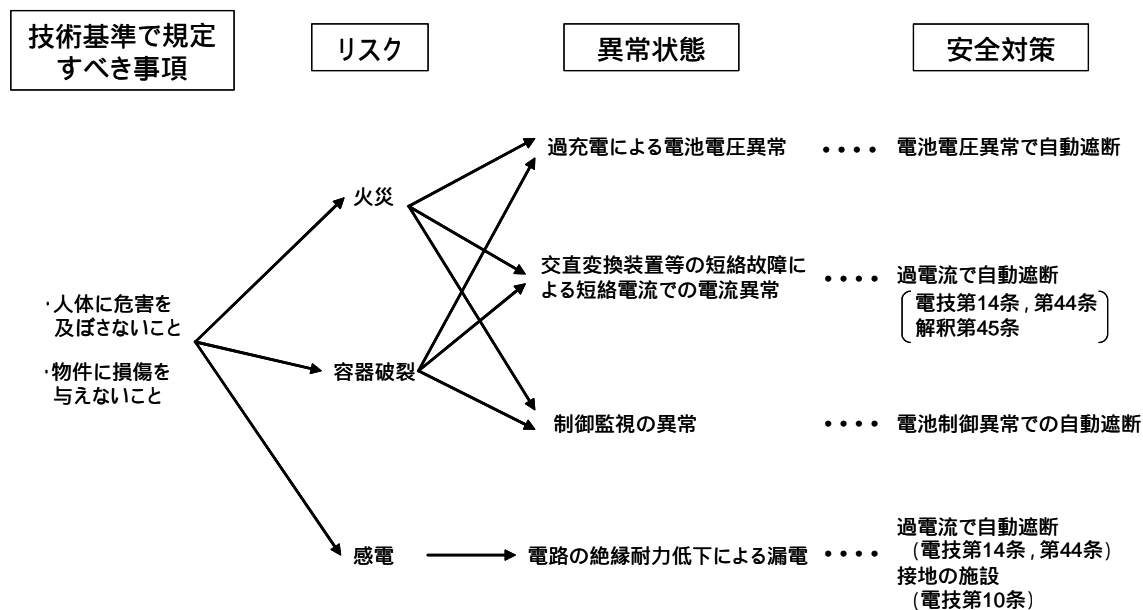 技術基準で規定
すべき事項
リスク
異常状態
安全対策
過充電による電池電圧異常
・・・・
電池電圧異常で自動遮断
火災
交直変換装置等の短絡故障に
よる短絡電流での電流異常
・・・・
過電流で自動遮断
電技第14条，第44条
解釈第45条
・人体に危害を
及ぼさないこと
・物件に損傷を
与えないこと
容器破裂
制御監視の異常
・・・・
電池制御異常での自動遮断
感電
電路の絶縁耐力低下による漏電
・・・・
過電流で自動遮断
（電技第14条，第44条）
接地の施設
（電技第10条）